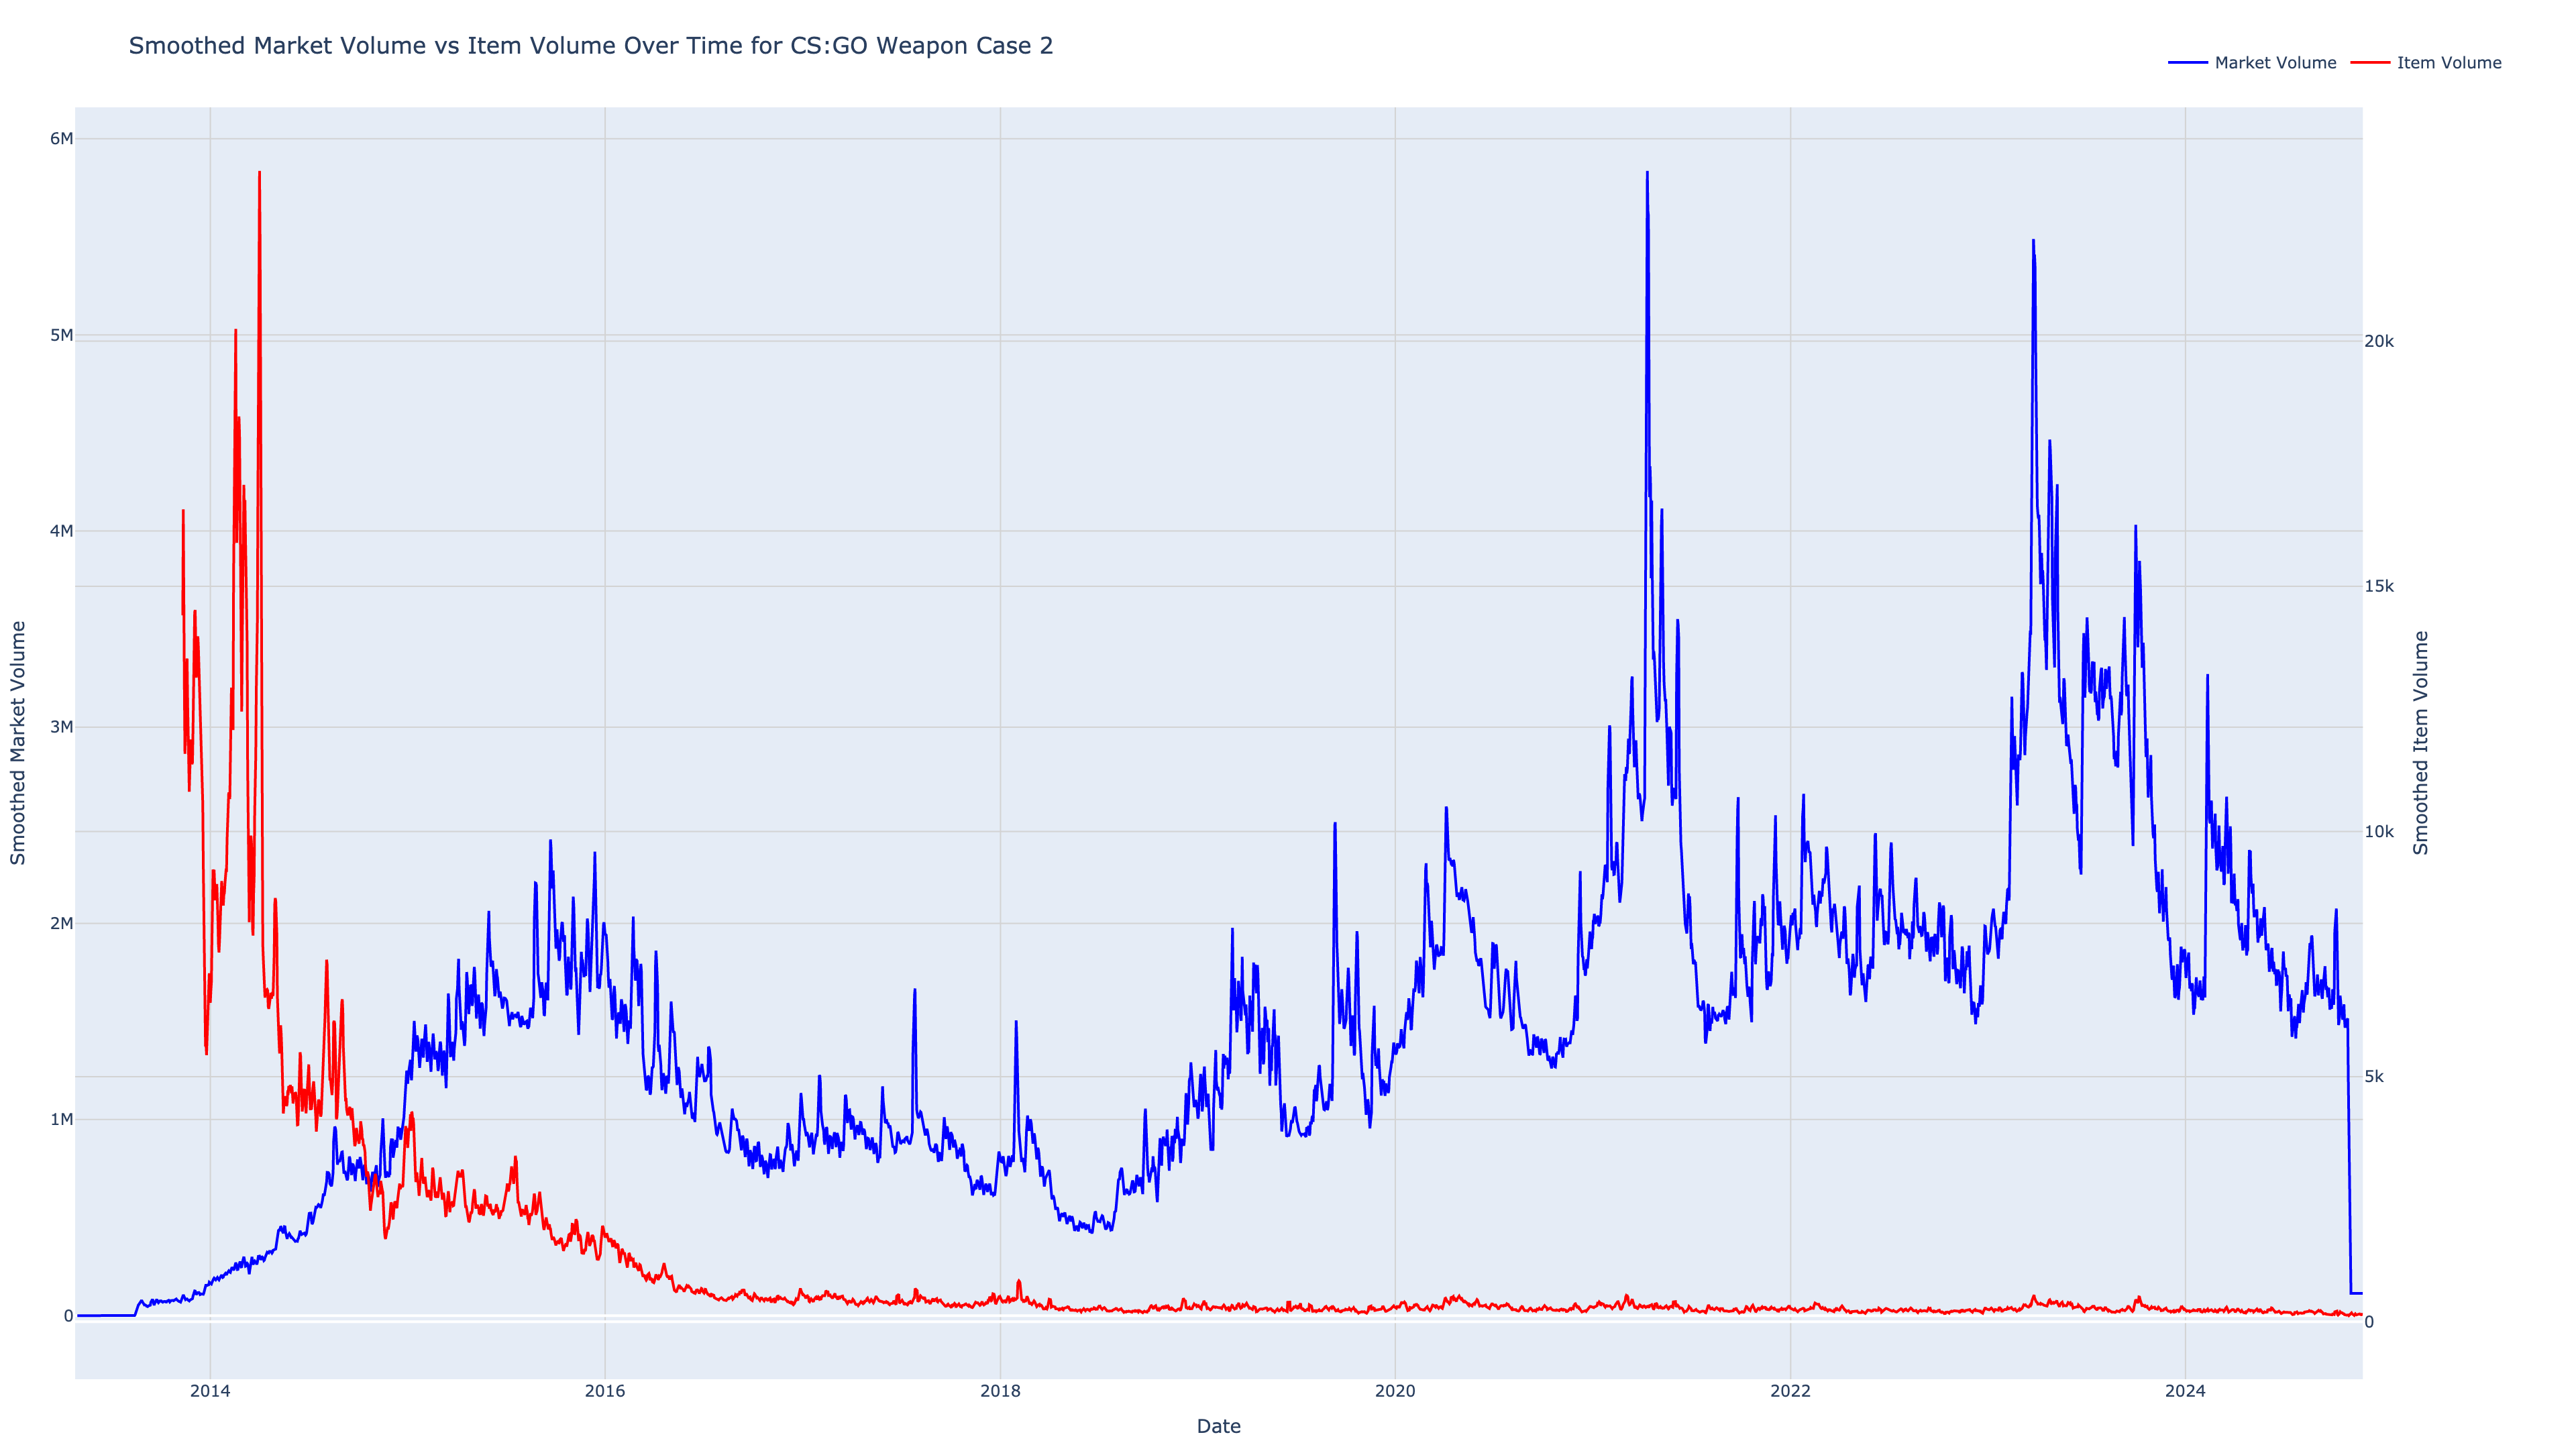 Smoothed Market Volume vs Item Volume Over Time for CS:GO Weapon Case 2
Market Volume
Item Volume
6M
5M
4M
3M
2M
1M
0
Smoothed Market Volume
20k
15k
10k
5k
0
Smoothed Item Volume
2014
2016
2018
2020
2022
2024
Date